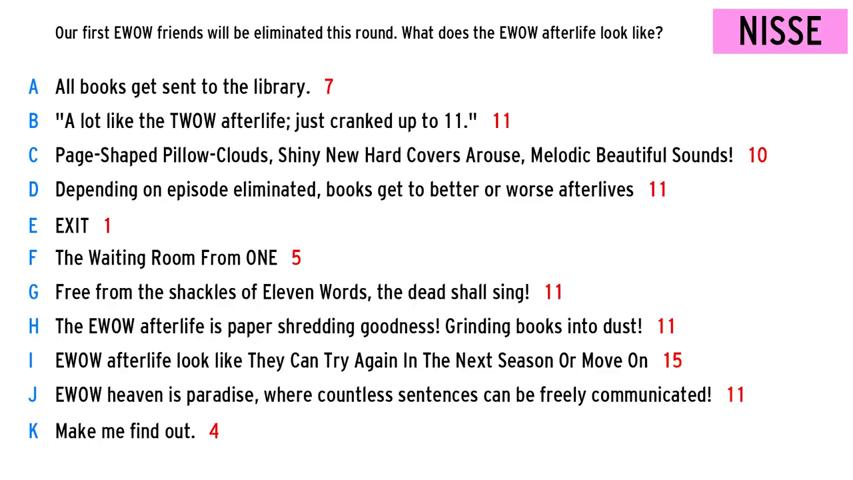 Our first EWOW friends will be eliminated this round. What does the EWOW afterlife look like?
NISSE
A All books get sent to the library. 7
B "A lot like the TWOW afterlife; just cranked up to 11." 11
C Page-Shaped Pillow-Clouds, Shiny New Hard Covers Arouse, Melodic Beautiful Sounds! 10
D Depending on episode eliminated, books get to better or worse afterlives 11
E EXIT 1
F The Waiting Room From ONE 5
G Free from the shackles of Eleven Words, the dead shall sing! 11
H The EWOW afterlife is paper shredding goodness! Grinding books into dust! 11
I EWOW afterlife look like They Can Try Again In The Next Season Or Move On 15
J EWOW heaven is paradise, where countless sentences can be freely communicated! 11
K Make me find out. 4